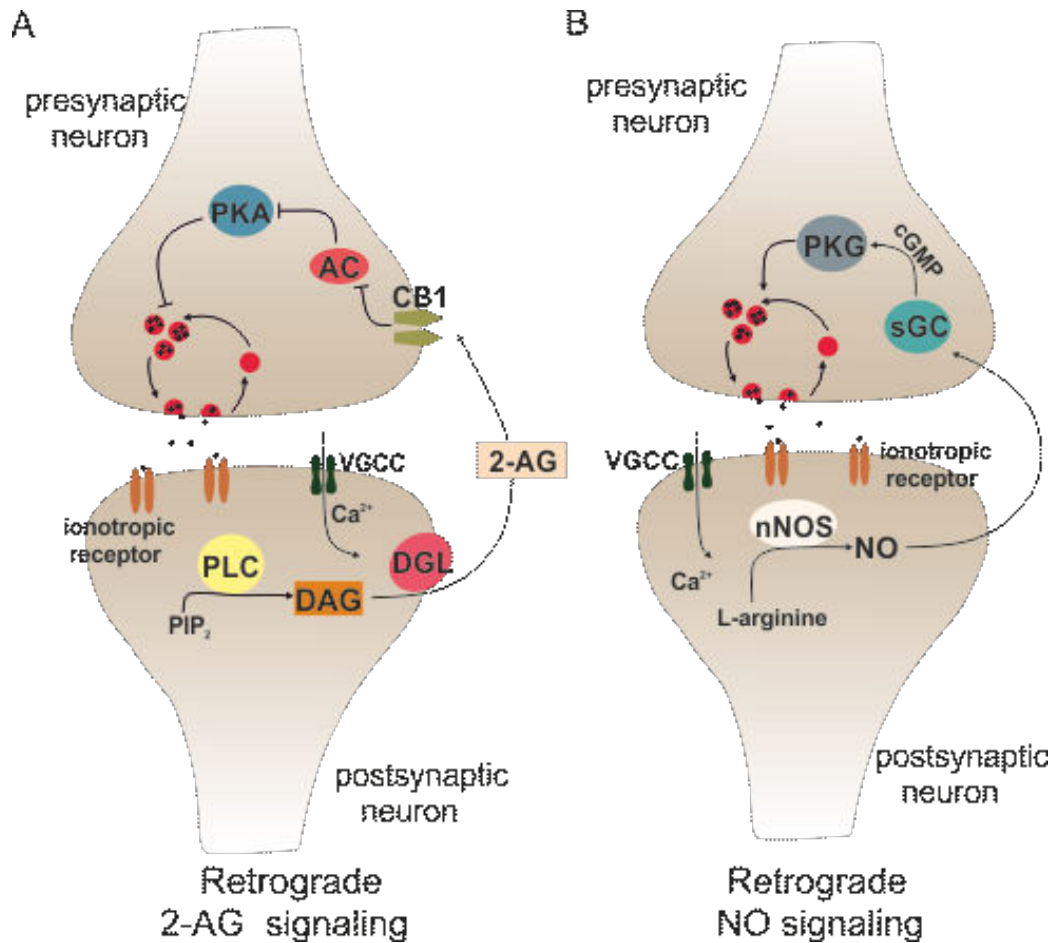 A
presynaptic
neuron
PKA
AC
CB1
2-AG
VGCC
Ca²⁺
ionotropic
receptor
PLC
DGL
DAG
PIP₂
postsynaptic
neuron
Retrograde
2-AG signaling
B
presynaptic
neuron
PKG
cGMP
sGC
VGCC
ionotropic
receptor
nNOS
NO
Ca²⁺
L-arginine
postsynaptic
neuron
Retrograde
NO signaling